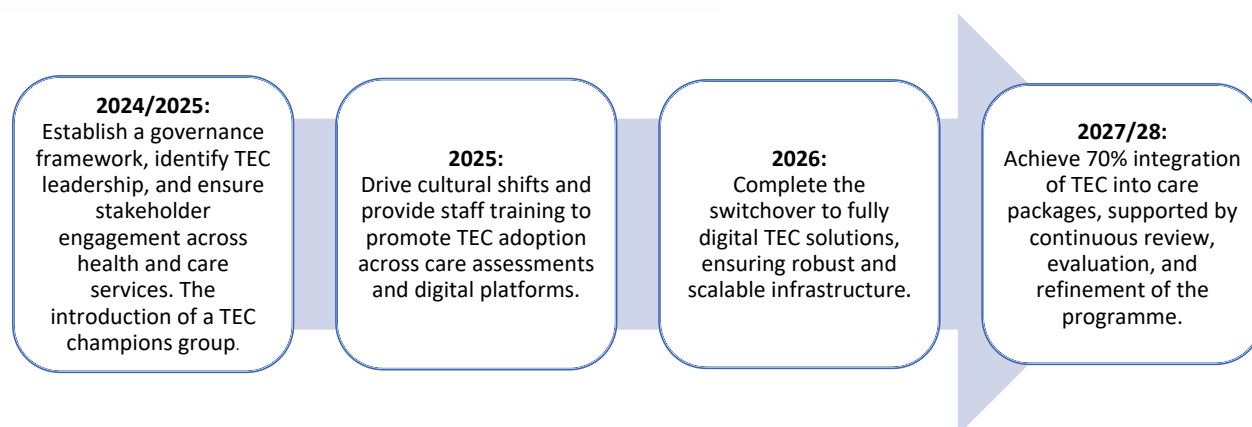 2024/2025:
Establish a governance
framework, identify TEC
leadership, and ensure
stakeholder
engagement across
health and care
services. The
introduction of a TEC
champions group.
2025:
Drive cultural shifts and
provide staff training to
promote TEC adoption
across care assessments
and digital platforms.
2026:
Complete the
switchover to fully
digital TEC solutions,
ensuring robust and
scalable infrastructure.
2027/28:
Achieve 70% integration
of TEC into care
packages, supported by
continuous review,
evaluation, and
refinement of the
programme.